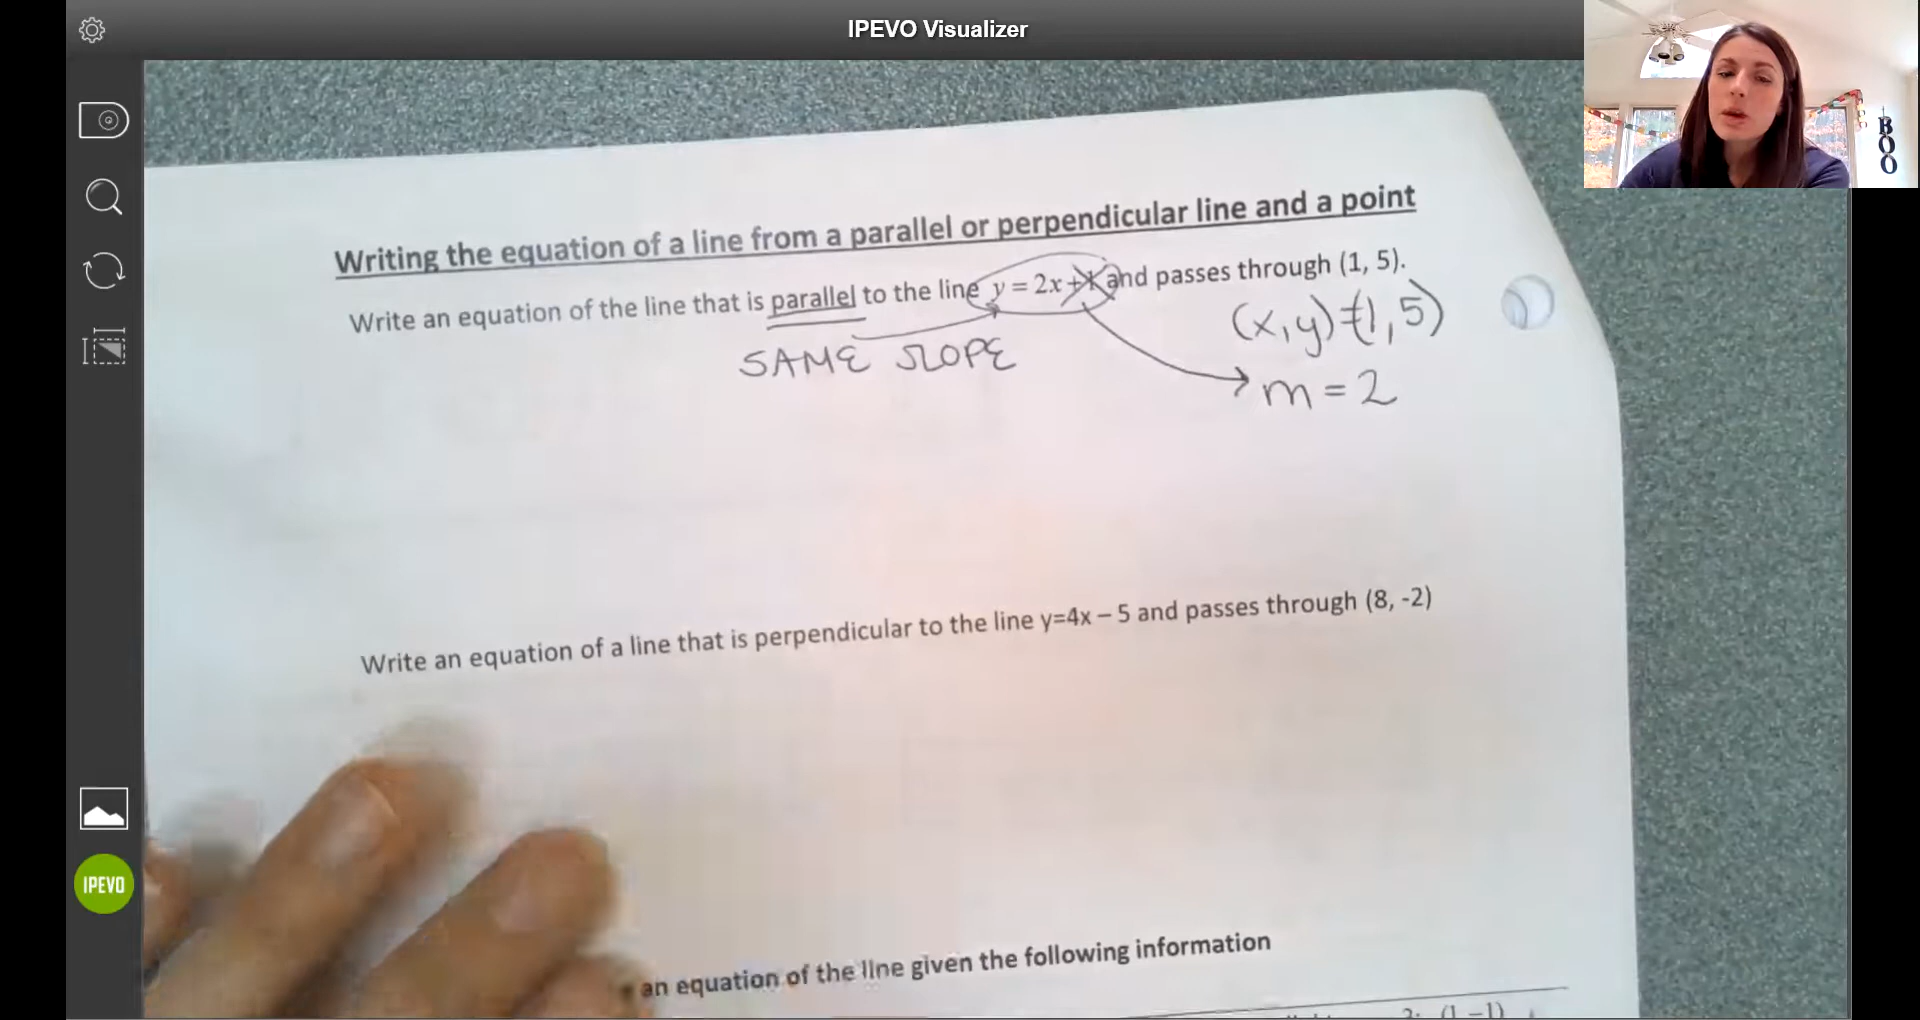 IPEVO Visualizer
BOO
Writing the equation of a line from a parallel or perpendicular line and a point
Write an equation of the line that is parallel to the line y = 2x + and passes through (1, 5).
(x, y) = (1, 5)
SAME SLOPE
m = 2
Write an equation of a line that is perpendicular to the line y=4x – 5 and passes through (8, -2)
IPEVO
an equation of the line given the following information
(1 –1)